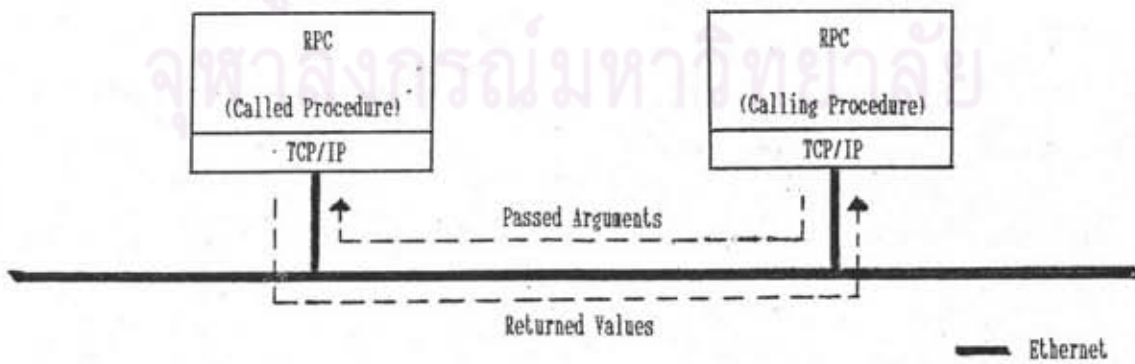 RPC
(Called Procedure)
TCP/IP
RPC
(Calling Procedure)
TCP/IP
จุฬาลงกรณ์มหาวิทยาลัย
Passed Arguments
Returned Values
Ethernet